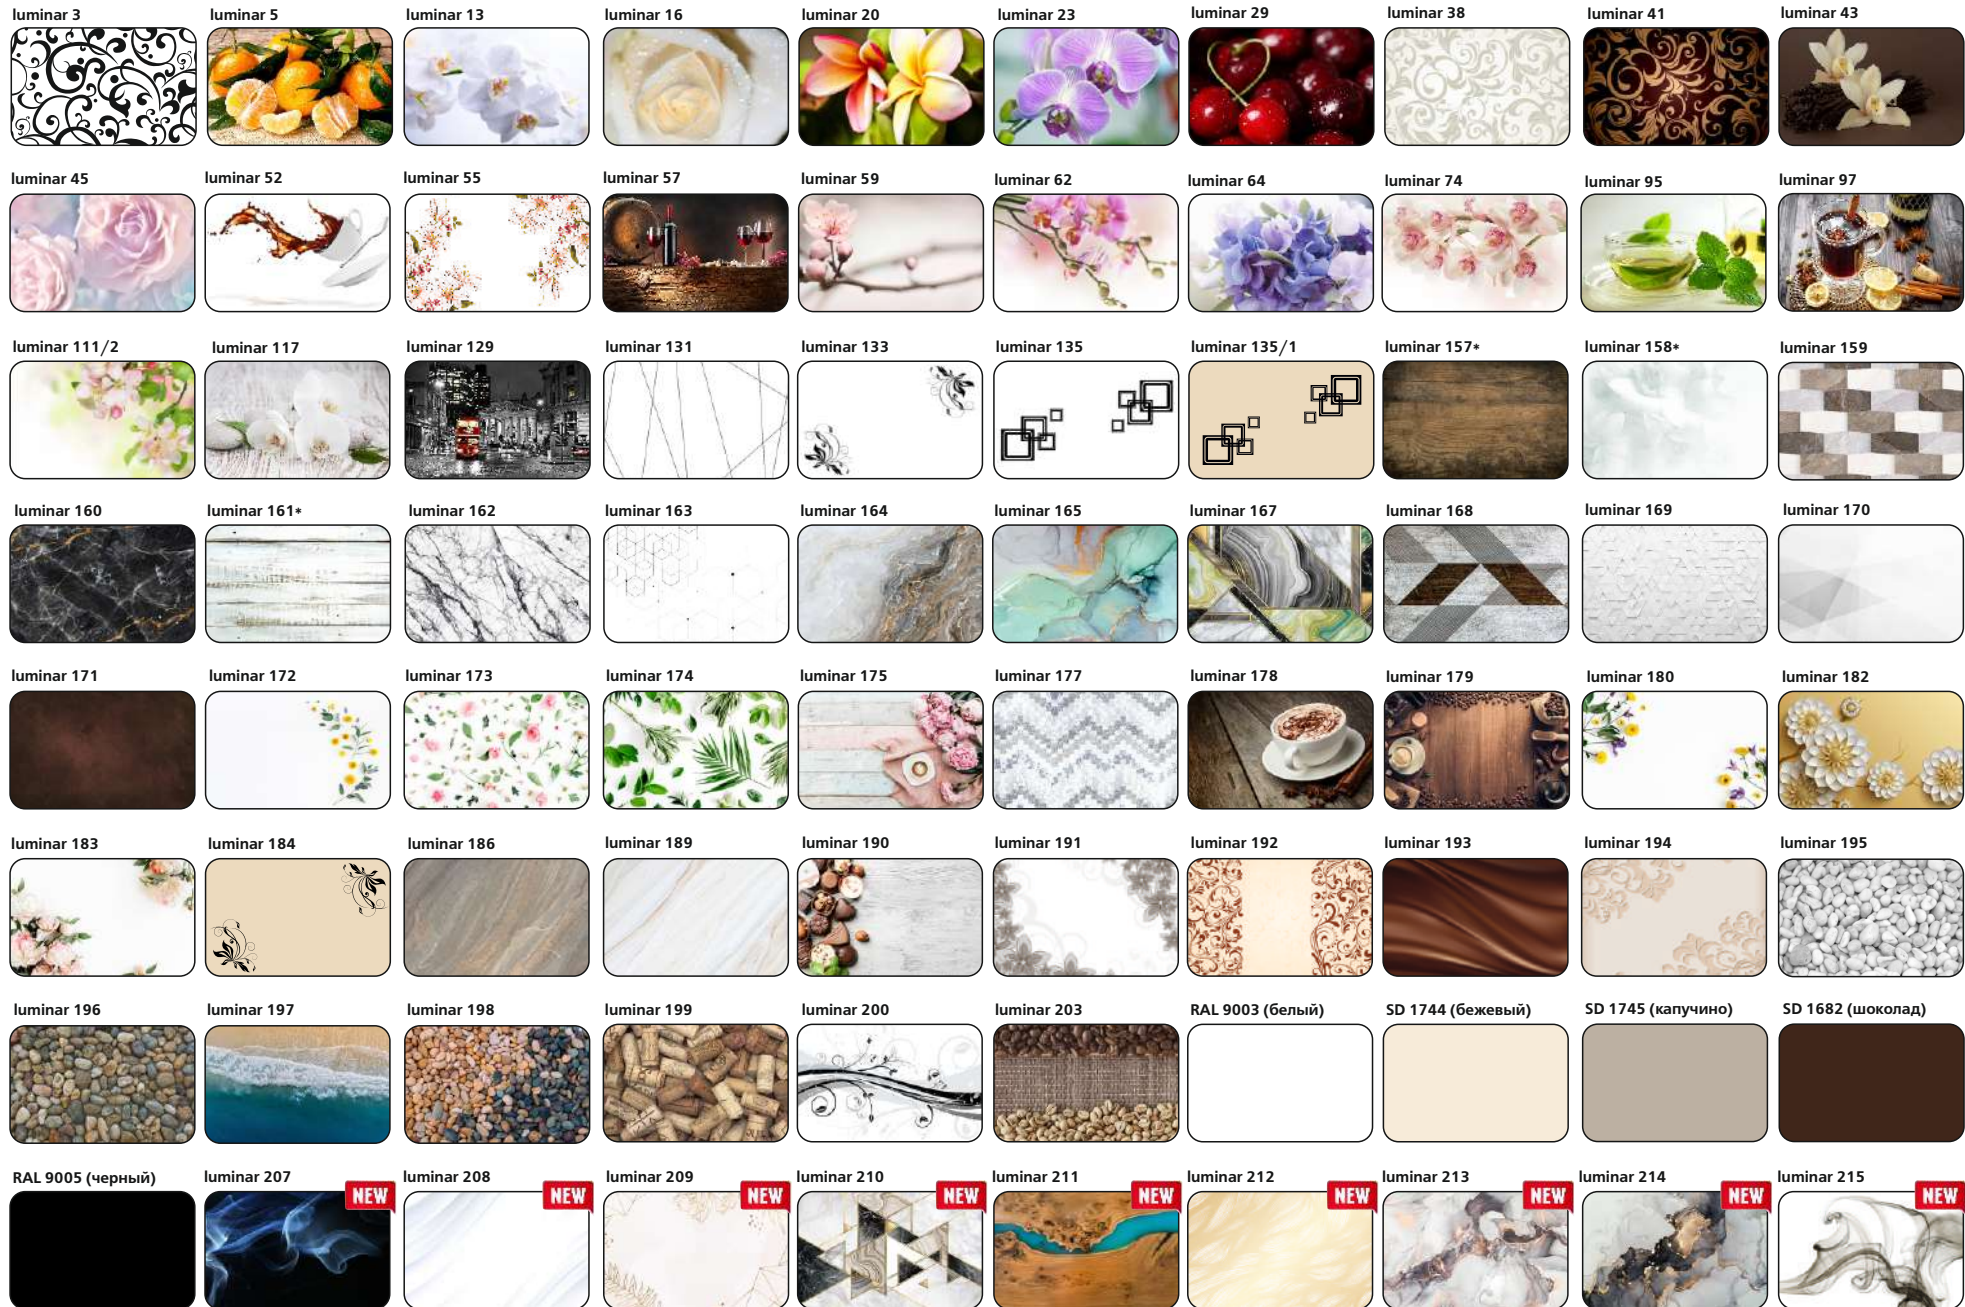 luminar 3
luminar 5
luminar 13
luminar 16
luminar 20
luminar 23
luminar 29
luminar 38
luminar 41
luminar 43
luminar 45
luminar 52
luminar 55
luminar 57
luminar 59
luminar 62
luminar 64
luminar 74
luminar 95
luminar 97
luminar 111/2
luminar 117
luminar 129
luminar 131
luminar 133
luminar 135
luminar 135/1
luminar 157*
luminar 158*
luminar 159
luminar 160
luminar 161*
luminar 162
luminar 163
luminar 164
luminar 165
luminar 167
luminar 168
luminar 169
luminar 170
luminar 171
luminar 172
luminar 173
luminar 174
luminar 175
luminar 177
luminar 178
luminar 179
luminar 180
luminar 182
luminar 183
luminar 184
luminar 186
luminar 189
luminar 190
luminar 191
luminar 192
luminar 193
luminar 194
luminar 195
luminar 196
luminar 197
luminar 198
luminar 199
luminar 200
luminar 203
RAL 9003 (белый)
SD 1744 (бежевый)
SD 1745 (капучино)
SD 1682 (шоколад)
RAL 9005 (черный)
luminar 207
NEW
luminar 208
NEW
luminar 209
NEW
luminar 210
NEW
luminar 211
NEW
luminar 212
NEW
luminar 213
NEW
luminar 214
NEW
luminar 215
NEW